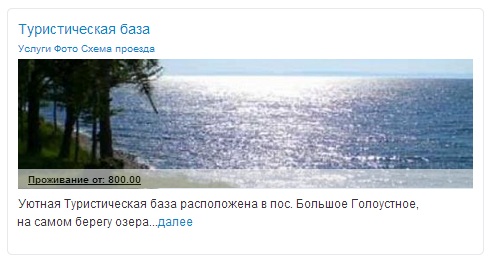 Туристическая база
Услуги Фото Схема проезда
Проживание от: 800.00
Уютная Туристическая база расположена в пос. Большое Голоустное,
на самом берегу озера...далее